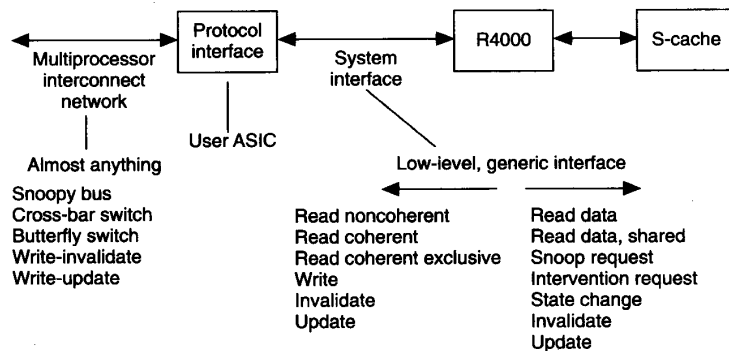 Protocol
interface
R4000
S-cache
Multiprocessor
interconnect
network
System
interface
User ASIC
Almost anything
Snoopy bus
Cross-bar switch
Butterfly switch
Write-invalidate
Write-update
Low-level, generic interface
Read noncoherent
Read coherent
Read coherent exclusive
Write
Invalidate
Update
Read data
Read data, shared
Snoop request
Intervention request
State change
Invalidate
Update